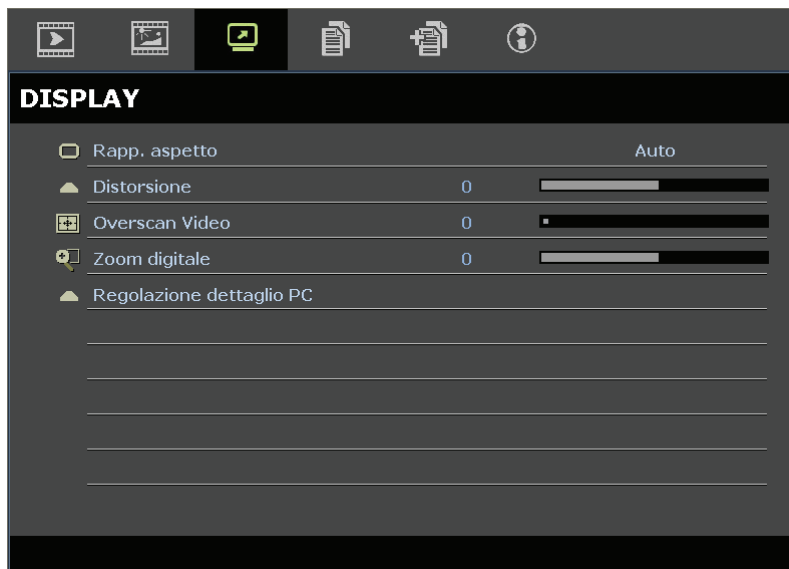 DISPLAY
Rapp. aspetto Auto
Distorsione 0
Overscan Video 0
Zoom digitale 0
Regolazione dettaglio PC